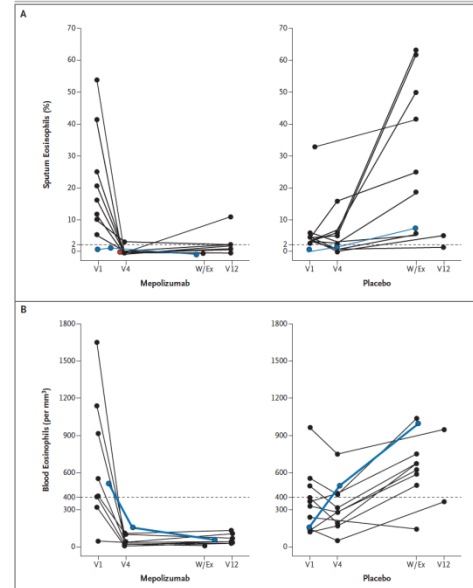 A
70
60
50
40
30
20
10
2
0
Sputum Eosinophils (%)
V1 V4 W/Ex V12
Mepolizumab
70
60
50
40
30
20
10
2
0
V1 V4 W/Ex V12
Placebo
B
1800
1500
1200
900
600
400
300
0
Blood Eosinophils (per mm³)
V1 V4 W/Ex V12
Mepolizumab
1800
1500
1200
900
600
400
300
0
V1 V4 W/Ex V12
Placebo